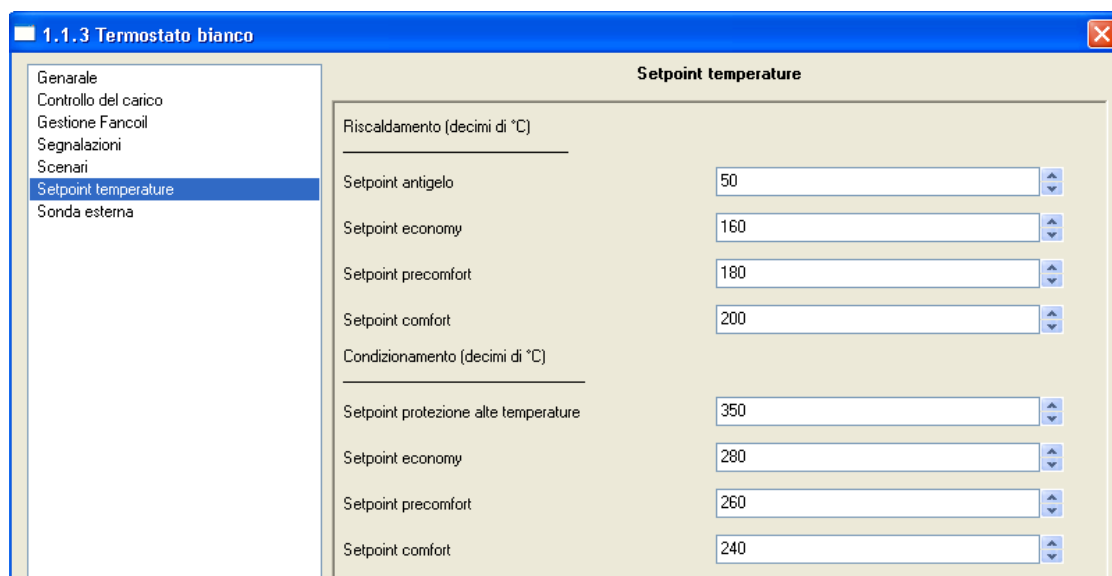 1.1.3 Termostato bianco
Genarale
Controllo del carico
Gestione Fancoil
Segnalazioni
Scenari
Setpoint temperature
Sonda esterna
Setpoint temperature
Riscaldamento (decimi di °C)
Setpoint antigelo 50
Setpoint economy 160
Setpoint precomfort 180
Setpoint comfort 200
Condizionamento (decimi di °C)
Setpoint protezione alte temperature 350
Setpoint economy 280
Setpoint precomfort 260
Setpoint comfort 240